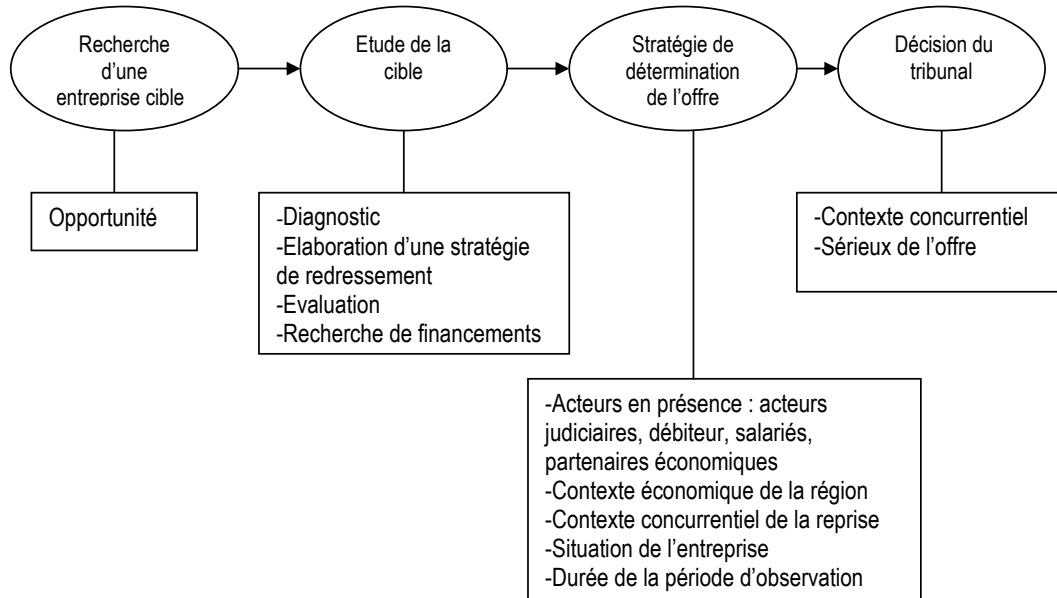 Recherche
d'une
entreprise cible
Etude de la
cible
Stratégie de
détermination
de l'offre
Décision du
tribunal
Opportunité
-Diagnostic
-Elaboration d'une stratégie
de redressement
-Evaluation
-Recherche de financements
-Contexte concurrentiel
-Sérieux de l'offre
-Acteurs en présence : acteurs
judiciaires, débiteur, salariés,
partenaires économiques
-Contexte économique de la région
-Contexte concurrentiel de la reprise
-Situation de l'entreprise
-Durée de la période d'observation